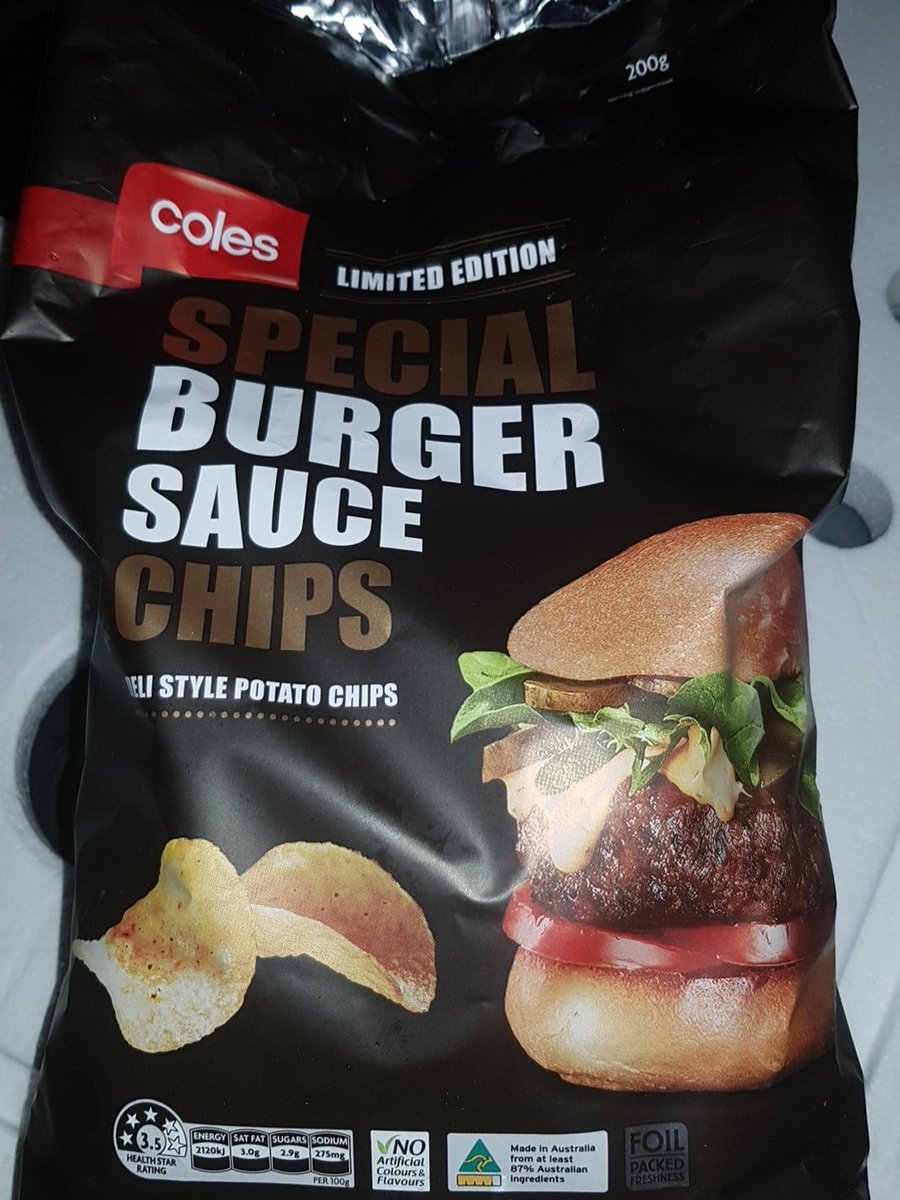 200g
coles
LIMITED EDITION
SPECIAL
BURGER
SAUCE
CHIPS
DELI STYLE POTATO CHIPS
3.5
HEALTH STAR
RATING
ENERGY
2120kJ
SAT FAT
3.0g
SUGARS
2.9g
SODIUM
275mg
PER 100g
NO
Artificial
Colours &
Flavours
Made in Australia
from at least
87% Australian
ingredients
FOIL
PACKED
FRESHNESS